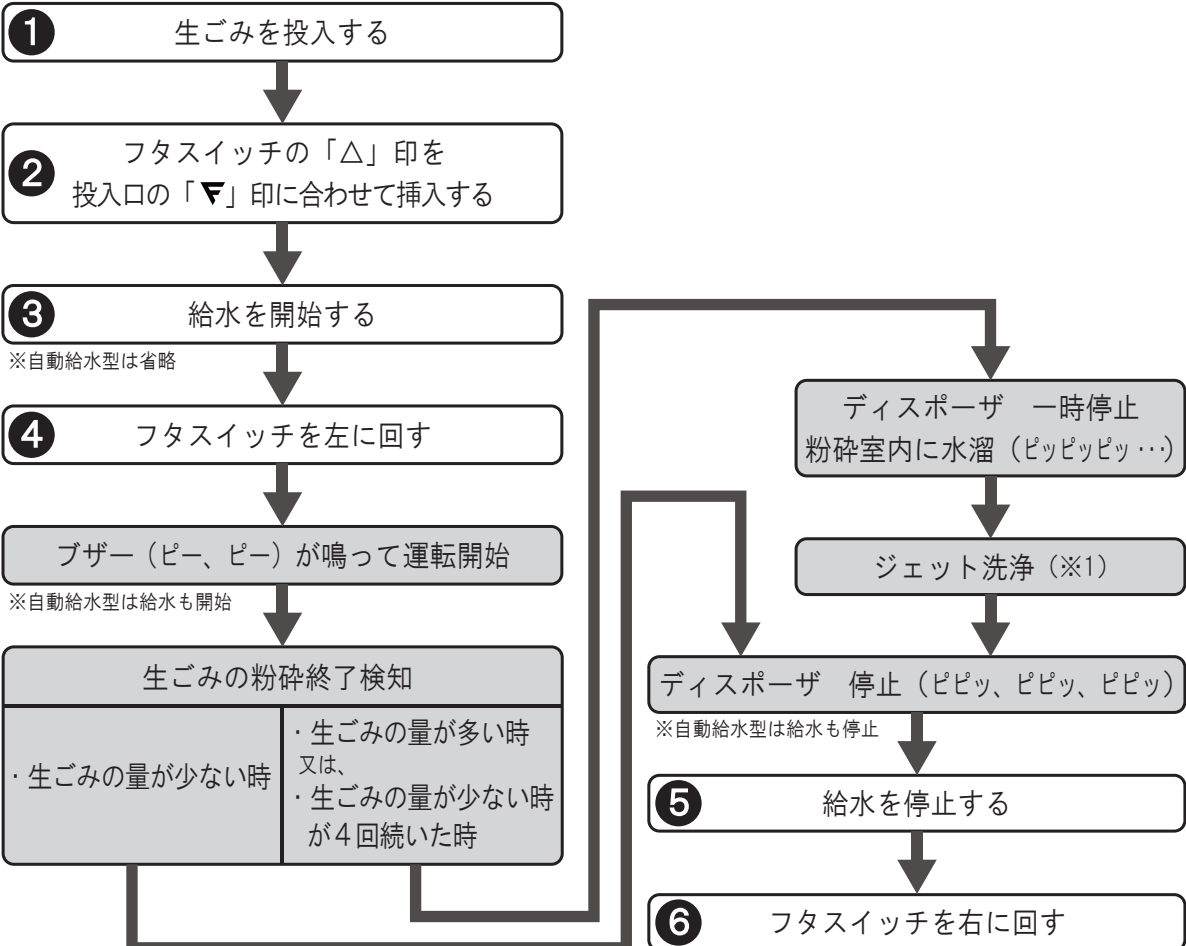 ❶ 生ごみを投入する
❷ フタスイッチの「△」印を
投入口の「▼」印に合わせて挿入する
❸ 給水を開始する
※自動給水型は省略
❹ フタスイッチを左に回す
ブザー（ピー、ピー）が鳴って運転開始
※自動給水型は給水も開始
生ごみの粉砕終了検知
・生ごみの量が少ない時
・生ごみの量が多い時
又は、
・生ごみの量が少ない時
が４回続いた時
ディスポーザ　一時停止
粉砕室内に水溜（ピッピッピッ…）
ジェット洗浄（※1）
ディスポーザ　停止（ピピッ、ピピッ、ピピッ）
※自動給水型は給水も停止
❺ 給水を停止する
❻ フタスイッチを右に回す